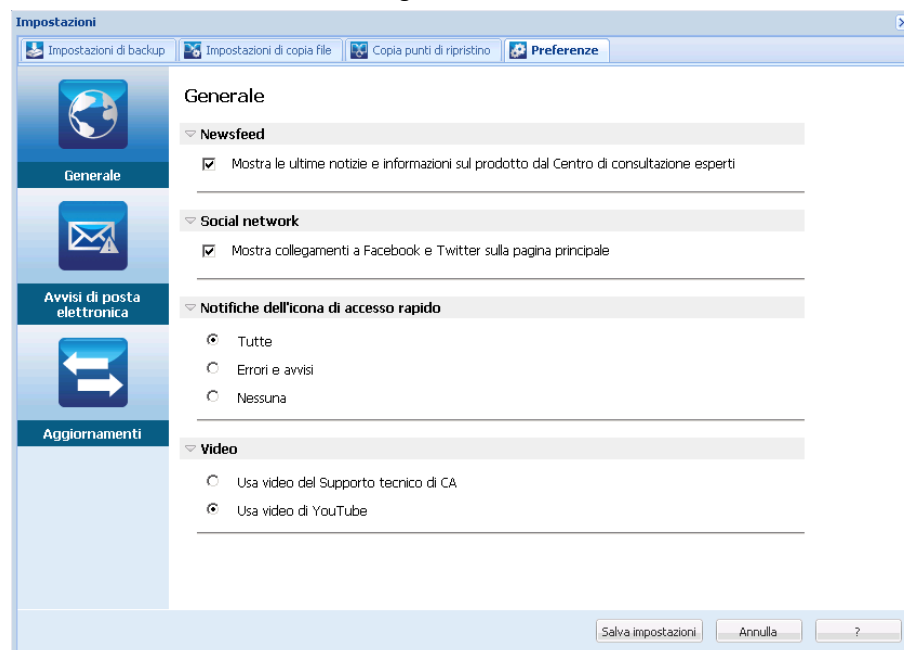 Impostazioni
Impostazioni di backup
Impostazioni di copia file
Copia punti di ripristino
Preferenze
Generale
Avvisi di posta
elettronica
Aggiornamenti
Generale
Newsfeed
Mostra le ultime notizie e informazioni sul prodotto dal Centro di consultazione esperti
Social network
Mostra collegamenti a Facebook e Twitter sulla pagina principale
Notifiche dell'icona di accesso rapido
Tutte
Errori e avvisi
Nessuna
Video
Usa video del Supporto tecnico di CA
Usa video di YouTube
Salva impostazioni
Annulla
?